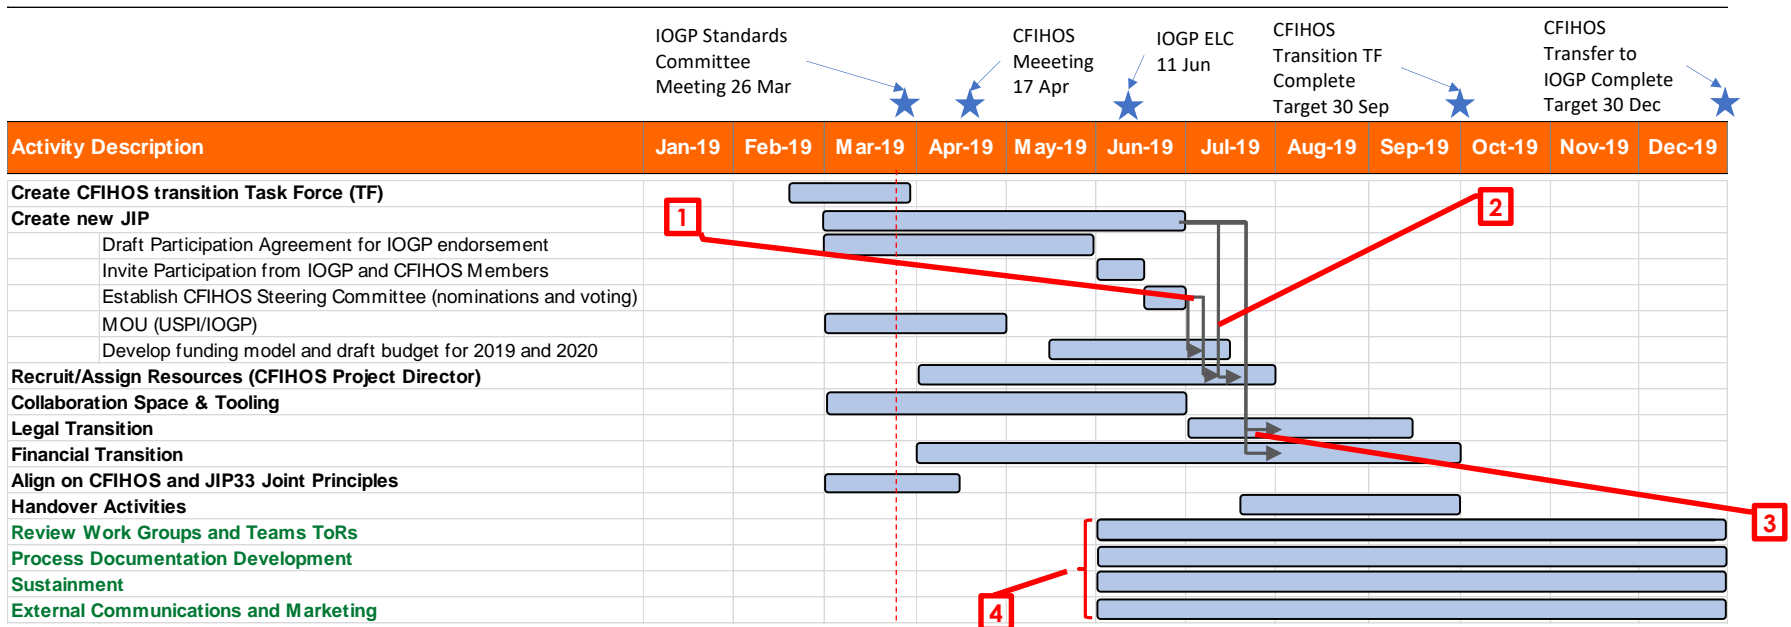 IOGP Standards
Committee
Meeting 26 Mar
CFIHOS
Meeeting
17 Apr
IOGP ELC
11 Jun
CFIHOS
Transition TF
Complete
Target 30 Sep
CFIHOS
Transfer to
IOGP Complete
Target 30 Dec
Activity Description Jan-19 Feb-19 Mar-19 Apr-19 May-19 Jun-19 Jul-19 Aug-19 Sep-19 Oct-19 Nov-19 Dec-19
Create CFIHOS transition Task Force (TF)
Create new JIP
1
2
Draft Participation Agreement for IOGP endorsement
Invite Participation from IOGP and CFIHOS Members
Establish CFIHOS Steering Committee (nominations and voting)
MOU (USPI/IOGP)
Develop funding model and draft budget for 2019 and 2020
Recruit/Assign Resources (CFIHOS Project Director)
Collaboration Space & Tooling
Legal Transition
Financial Transition
Align on CFIHOS and JIP33 Joint Principles
Handover Activities
3
Review Work Groups and Teams ToRs
Process Documentation Development
Sustainment
External Communications and Marketing
4